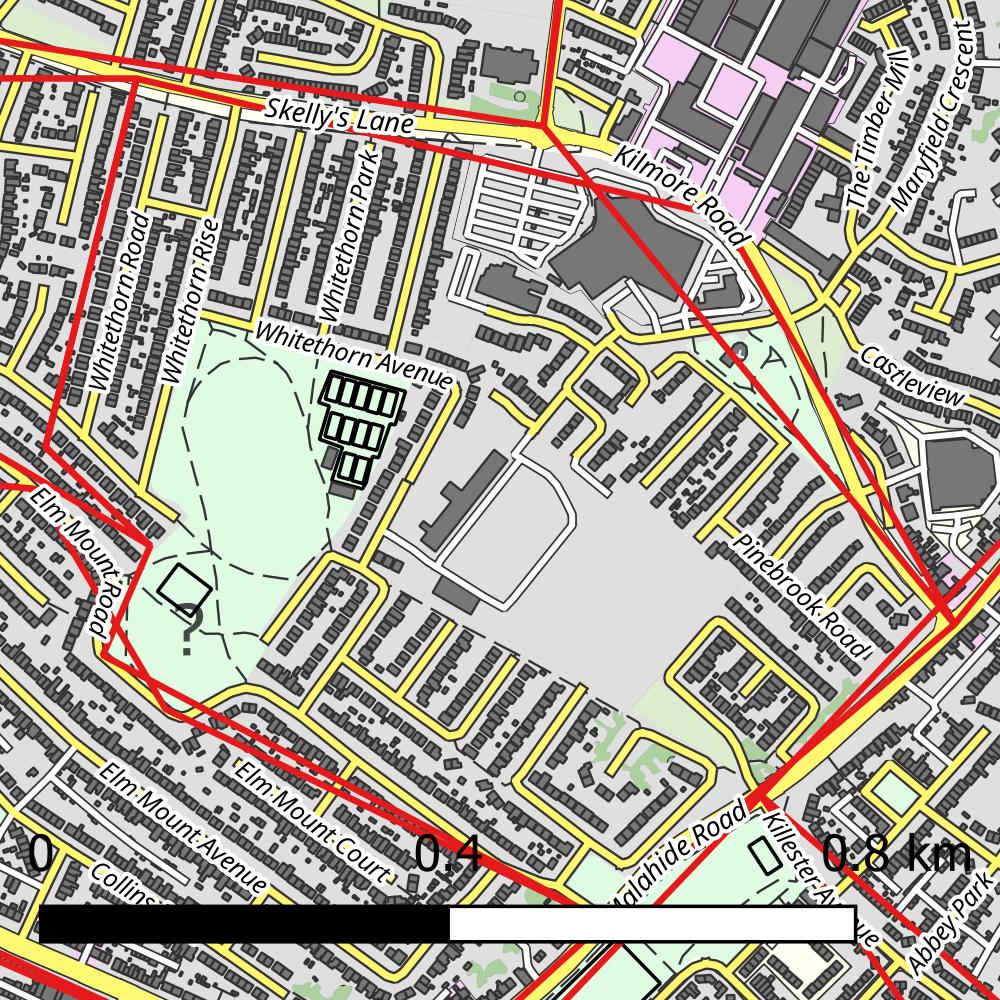 Skelly's Lane
Kilmore Road
The Timber Mill
Maryfield Crescent
Whitethorn Road
Whitethorn Rise
Whitethorn Park
Whitethorn Avenue
Castleview
Elm Mount Road
Pinebrook Road
?
Elm Mount Avenue
Elm Mount Court
Malahide Road
Killester Avenue
Abbey Park
Collins
0
0.4
0.8 km